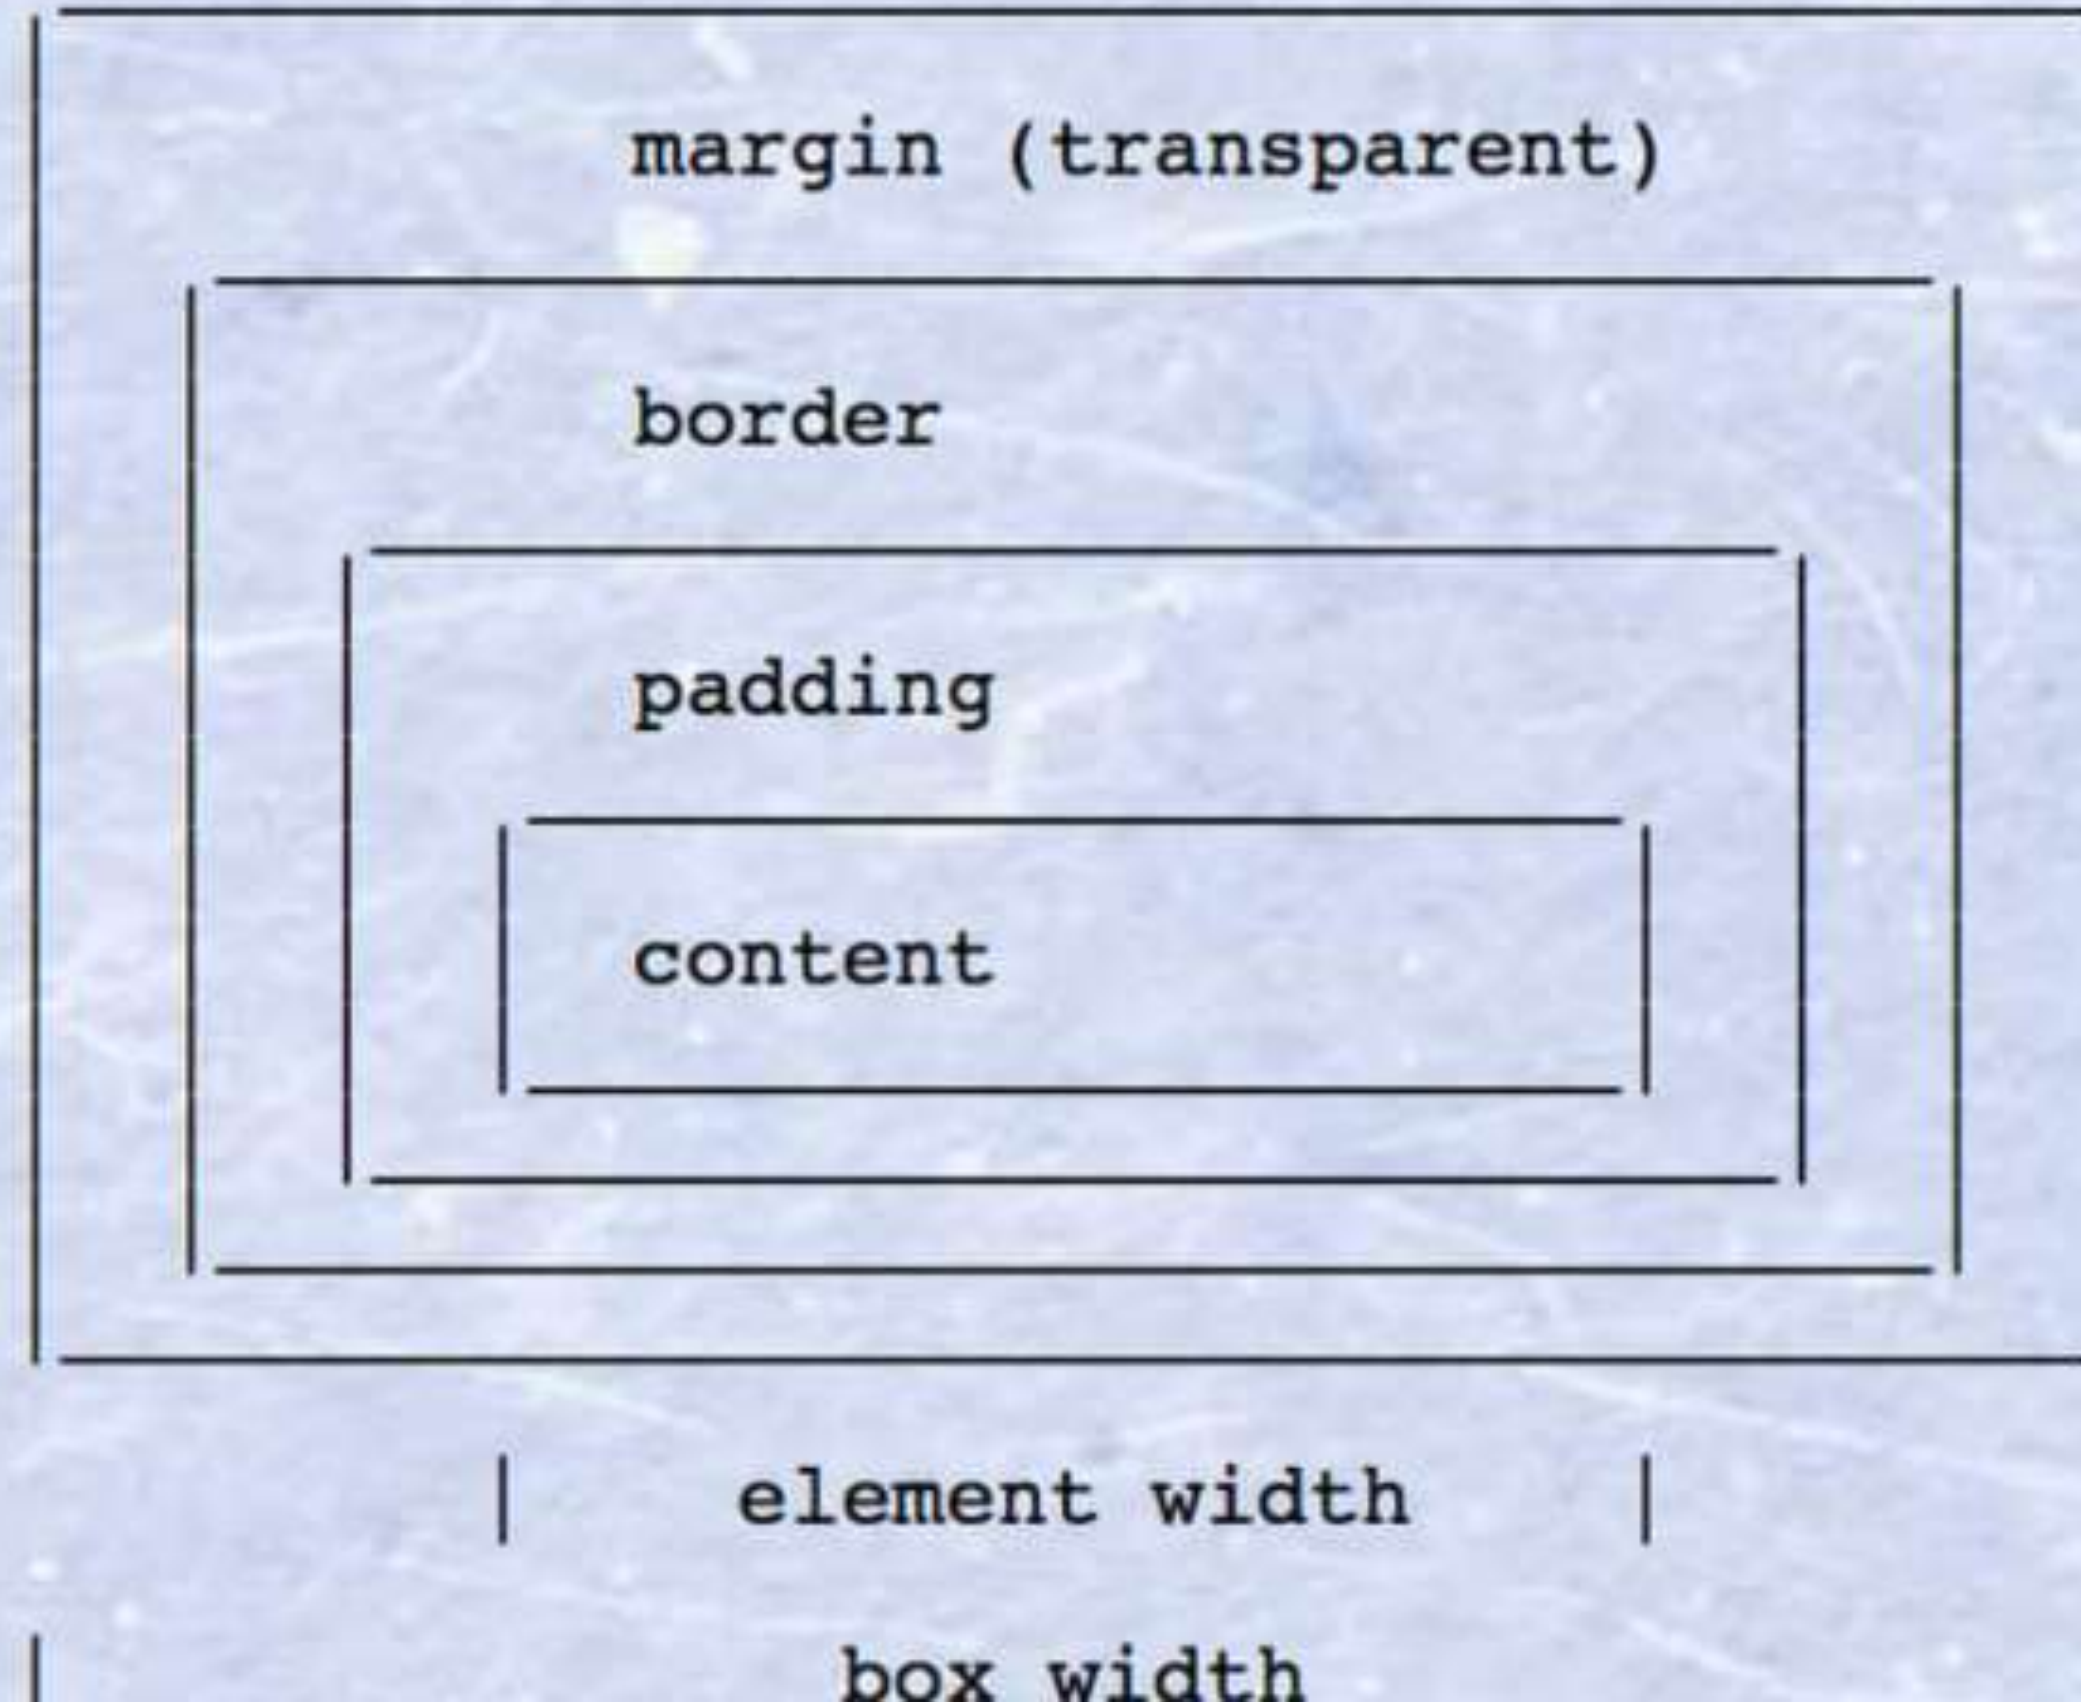 margin (transparent)
border
padding
content
| element width |
| box width